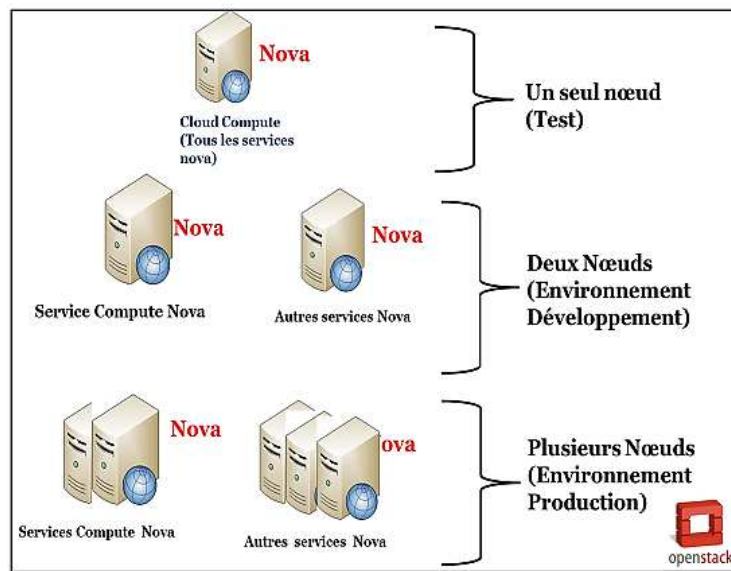 Nova
Cloud Compute
(Tous les services
nova)
Un seul nœud
(Test)
Nova
Service Compute Nova
Nova
Autres services Nova
Deux Nœuds
(Environnement
Développement)
Nova
Services Compute Nova
ova
Autres services Nova
Plusieurs Nœuds
(Environnement
Production)
openstack